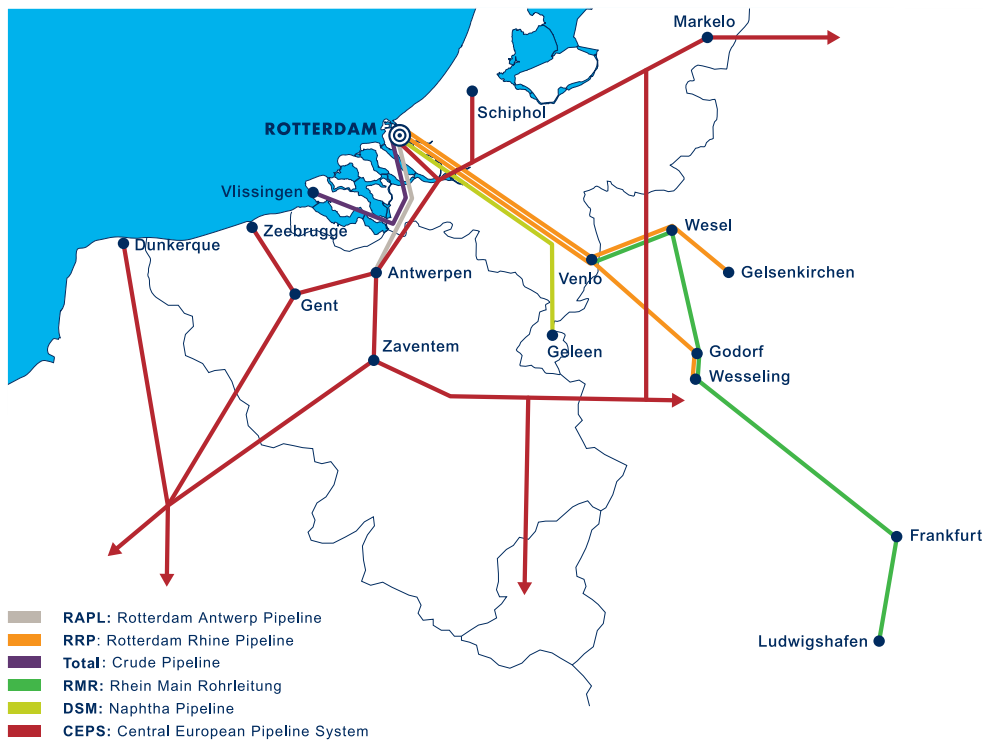 Markelo
Schiphol
ROTTERDAM
Vlissingen
Zeebrugge
Dunkerque
Wesel
Gelsenkirchen
Venlo
Antwerpen
Gent
Zaventem
Geleen
Godorf
Wesseling
Frankfurt
Ludwigshafen
RAPL: Rotterdam Antwerp Pipeline
RRP: Rotterdam Rhine Pipeline
Total: Crude Pipeline
RMR: Rhein Main Rohrleitung
DSM: Naphtha Pipeline
CEPS: Central European Pipeline System